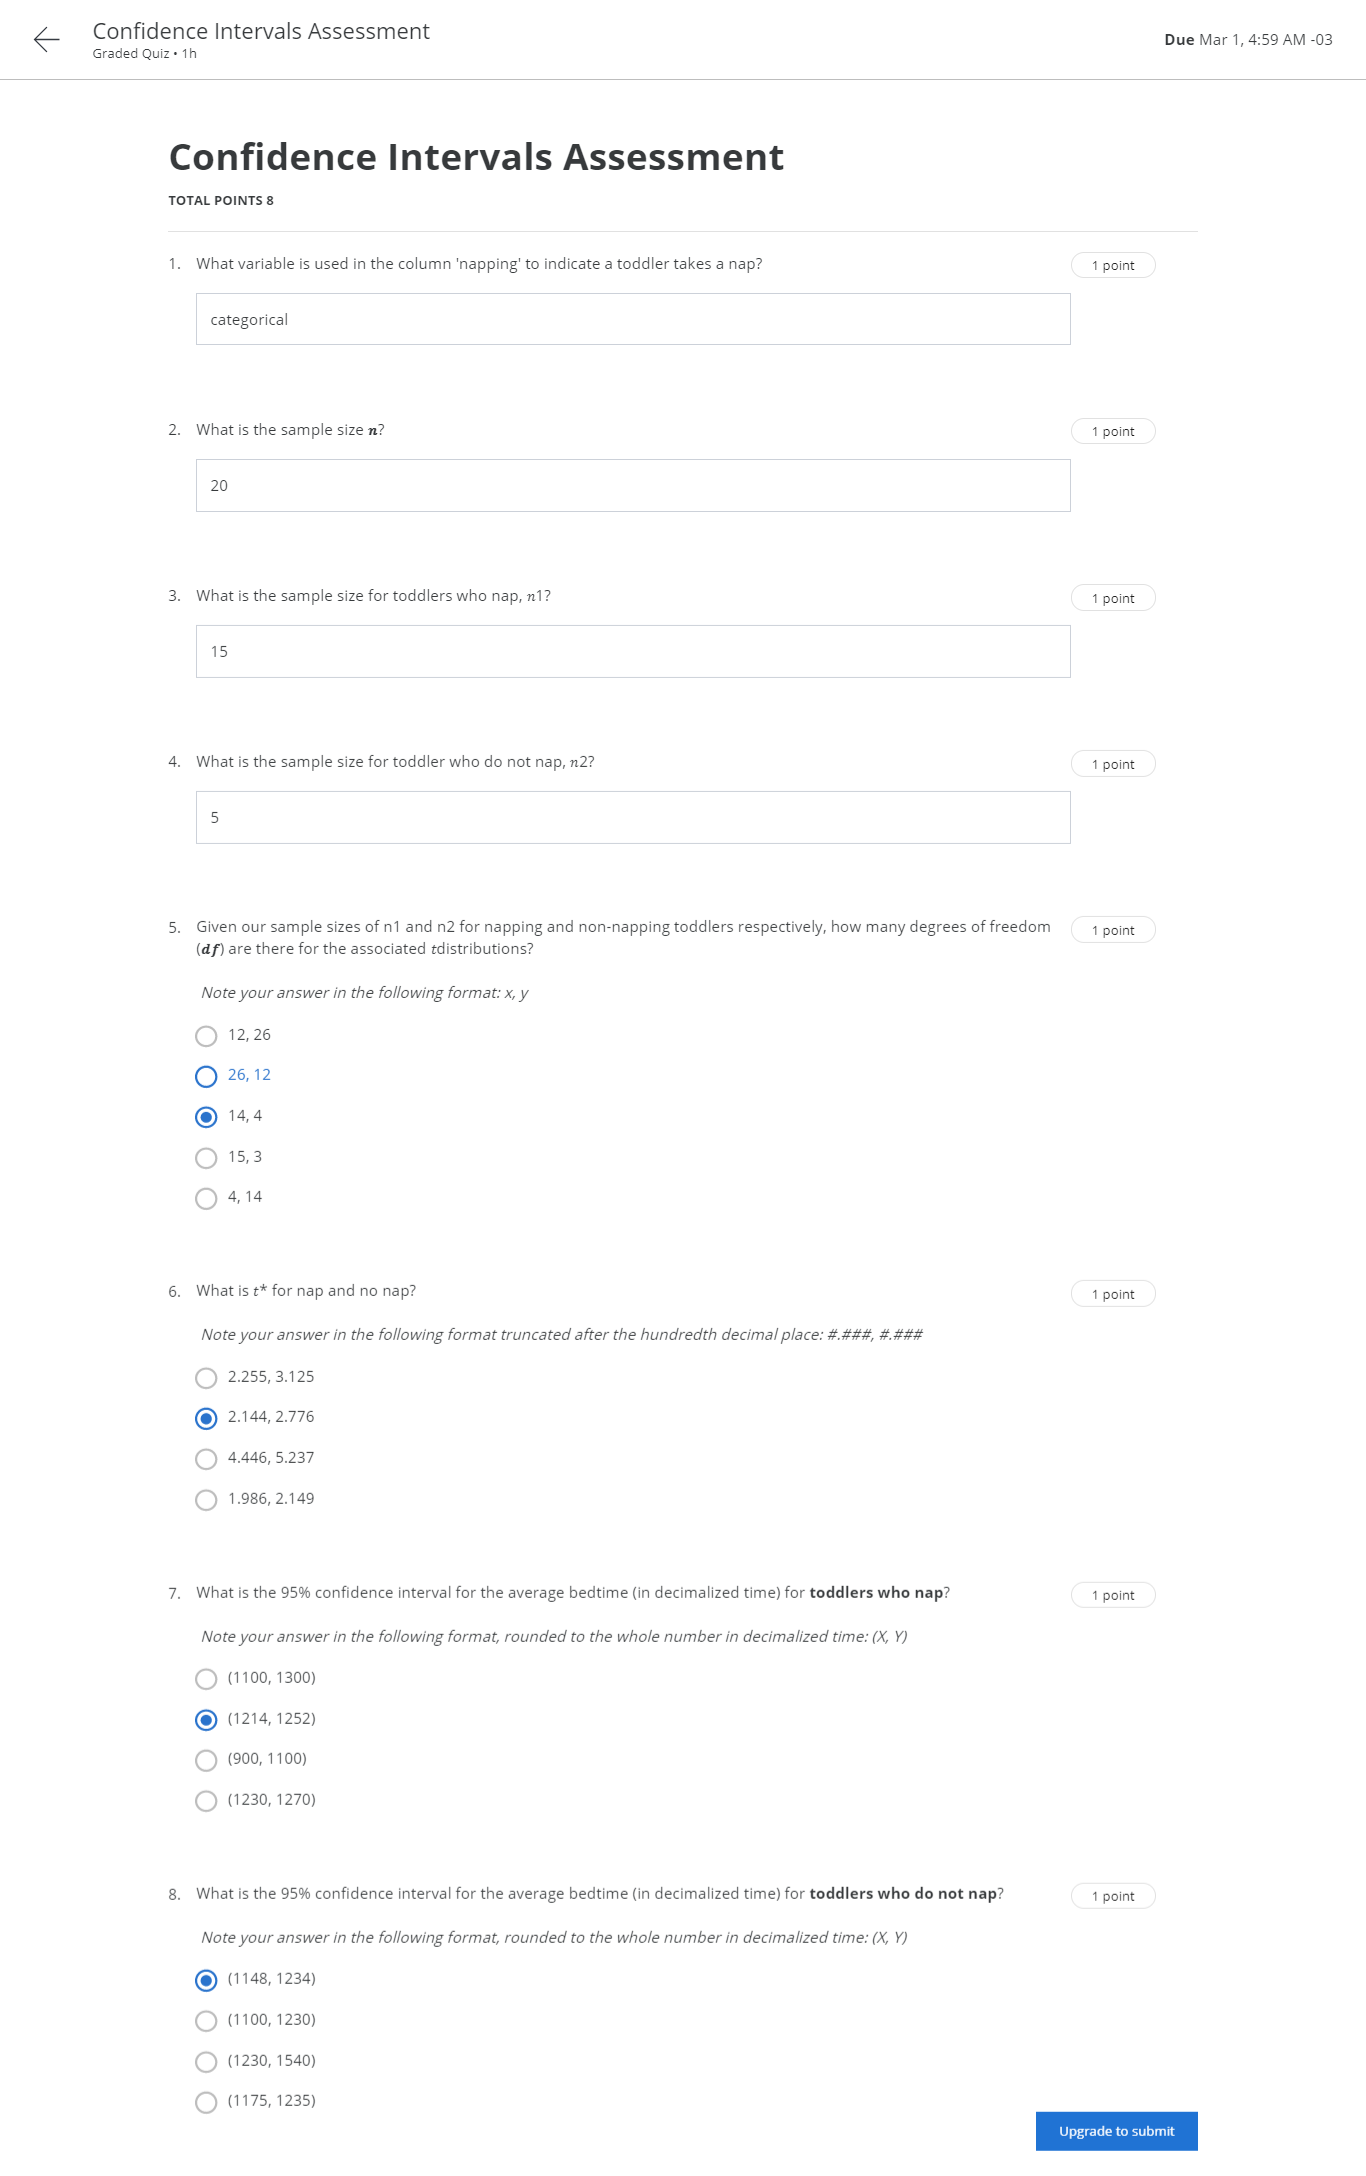 Confidence Intervals Assessment
Graded Quiz • 1h
Due Mar 1, 4:59 AM -03
Confidence Intervals Assessment
TOTAL POINTS 8
1. What variable is used in the column 'napping' to indicate a toddler takes a nap?
1 point
categorical
2. What is the sample size n?
1 point
20
3. What is the sample size for toddlers who nap, n1?
1 point
15
4. What is the sample size for toddler who do not nap, n2?
1 point
5
5. Given our sample sizes of n1 and n2 for napping and non-napping toddlers respectively, how many degrees of freedom
(df) are there for the associated tdistributions?
1 point
Note your answer in the following format: x, y
12, 26
26, 12
14, 4
15, 3
4, 14
6. What is t* for nap and no nap?
1 point
Note your answer in the following format truncated after the hundredth decimal place: #.###, #.###
2.255, 3.125
2.144, 2.776
4.446, 5.237
1.986, 2.149
7. What is the 95% confidence interval for the average bedtime (in decimalized time) for toddlers who nap?
1 point
Note your answer in the following format, rounded to the whole number in decimalized time: (X, Y)
(1100, 1300)
(1214, 1252)
(900, 1100)
(1230, 1270)
8. What is the 95% confidence interval for the average bedtime (in decimalized time) for toddlers who do not nap?
1 point
Note your answer in the following format, rounded to the whole number in decimalized time: (X, Y)
(1148, 1234)
(1100, 1230)
(1230, 1540)
(1175, 1235)
Upgrade to submit